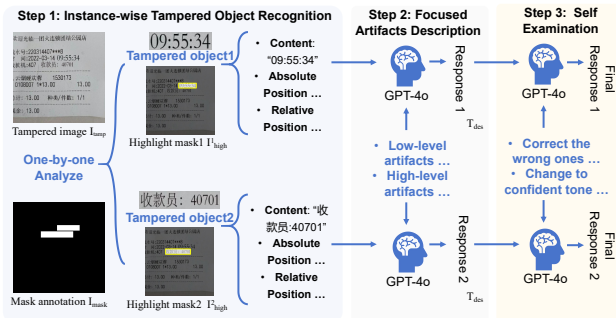 Step 1: Instance-wise Tampered Object Recognition
Step 2: Focused
Artifacts Description
Step 3: Self
Examination
09:55:34
Tampered object1
Tampered image I_tamp
Highlight mask1 I¹_high
• Content:
"09:55:34"
• Absolute
Position ...
• Relative
Position ...
One-by-one
Analyze
收款员: 40701
Tampered object2
Mask annotation I_mask
Highlight mask2 I²_high
• Content: "收
款员:40701"
• Absolute
Position ...
• Relative
Position ...
GPT-4o
Response 1
T_des
• Low-level
artifacts ...
• High-level
artifacts ...
GPT-4o
Response 2
T_des
GPT-4o
Final
Response 1
• Correct the
wrong ones ...
• Change to
confident tone ...
GPT-4o
Final
Response 2